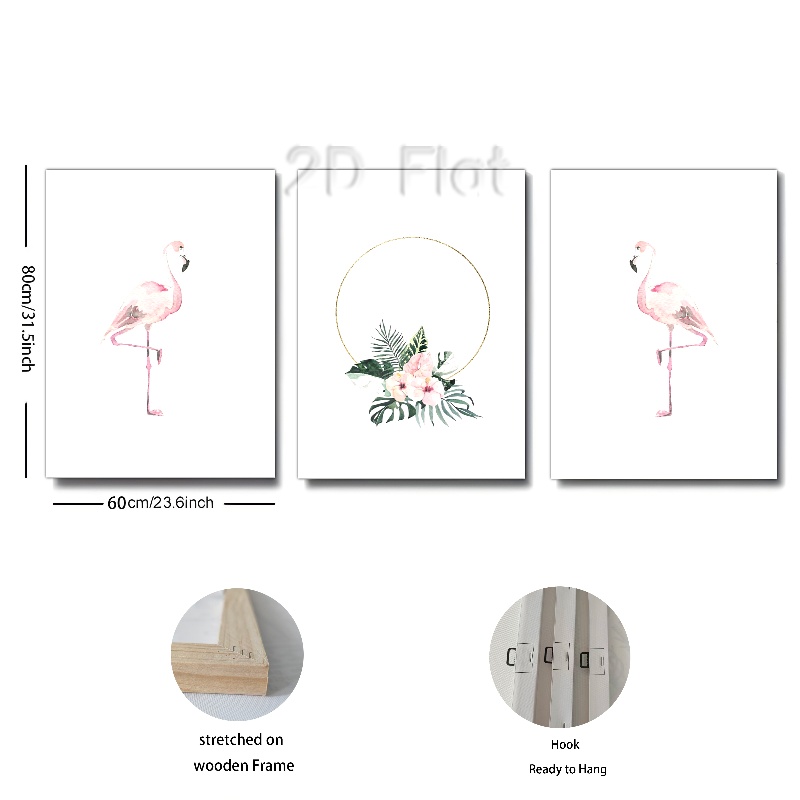 2D Flat
80cm/31.5inch
60cm/23.6inch
stretched on
wooden Frame
Hook
Ready to Hang